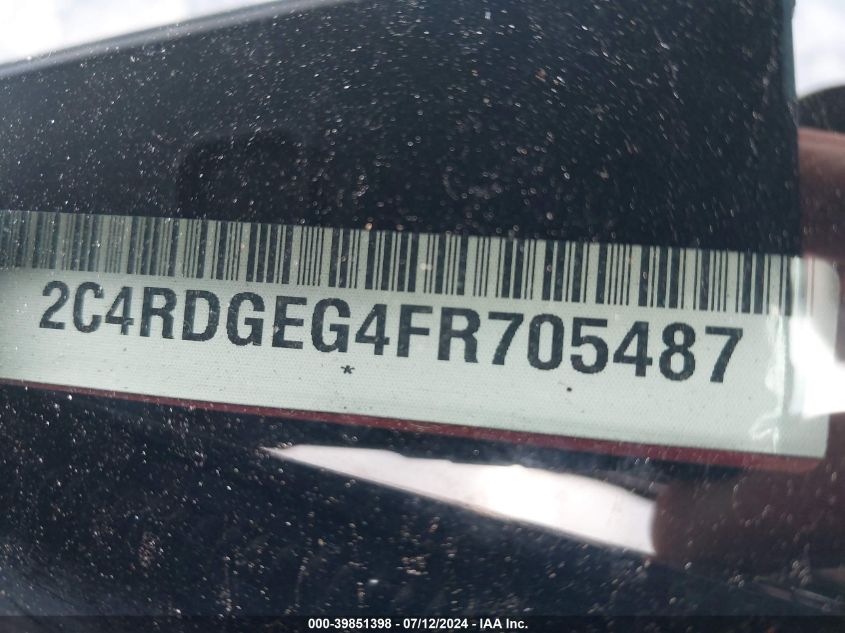 2C4RDGEG4FR705487
*
000-39851398 - 07/12/2024 - IAA Inc.